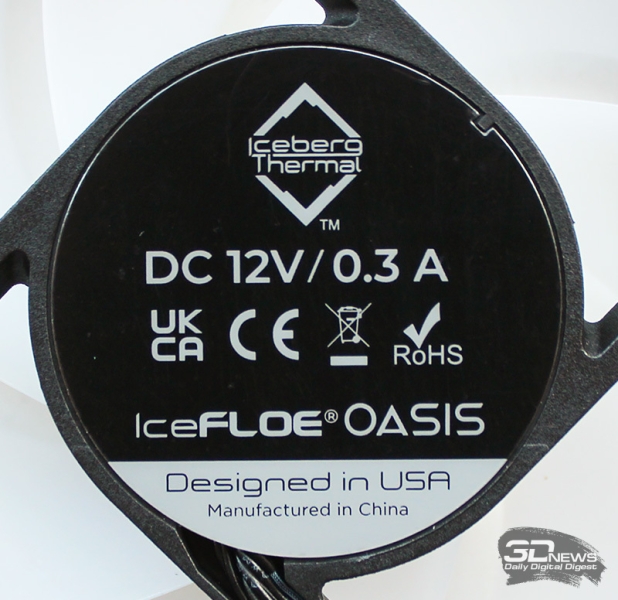 Iceberg
Thermal
TM
DC 12V/0.3 A
UK
CA
CE
RoHS
IceFLOE® OASIS
Designed in USA
Manufactured in China
3DNEWS
Daily Digital Digest